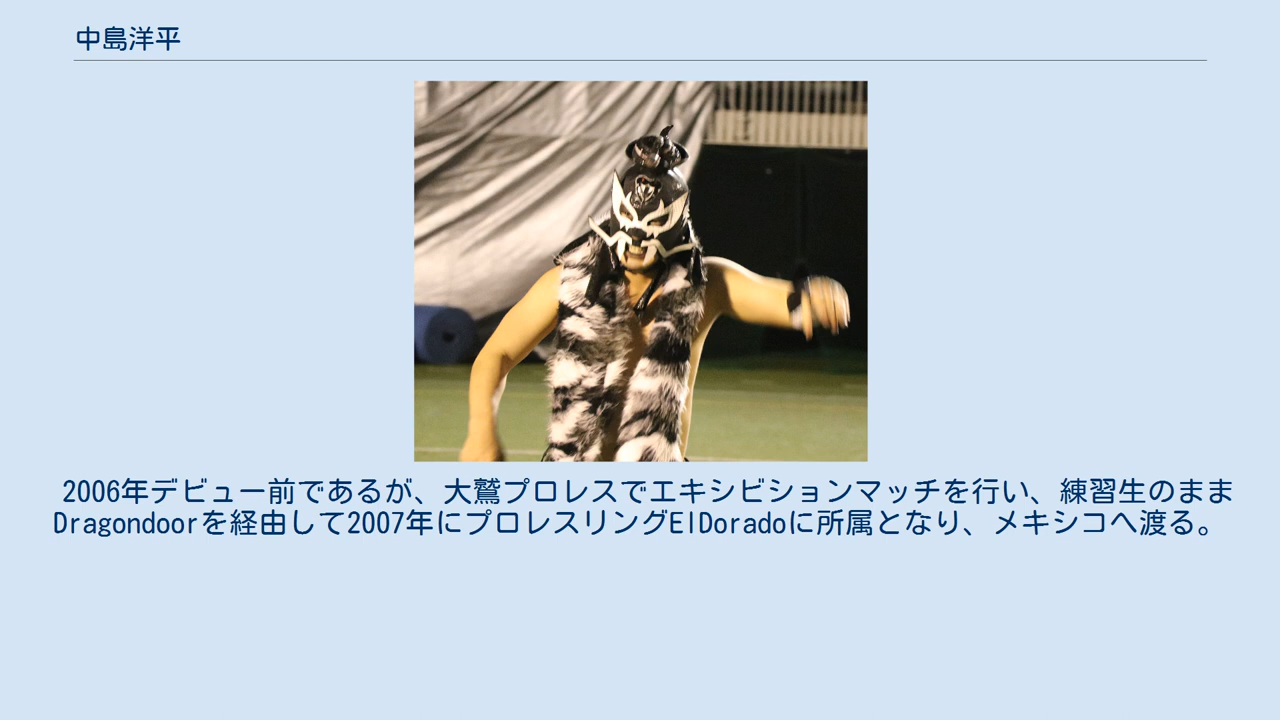 中島洋平
2006年デビュー前であるが、大鷲プロレスでエキシビションマッチを行い、練習生のまま
Dragondoorを経由して2007年にプロレスリングElDoradoに所属となり、メキシコへ渡る。